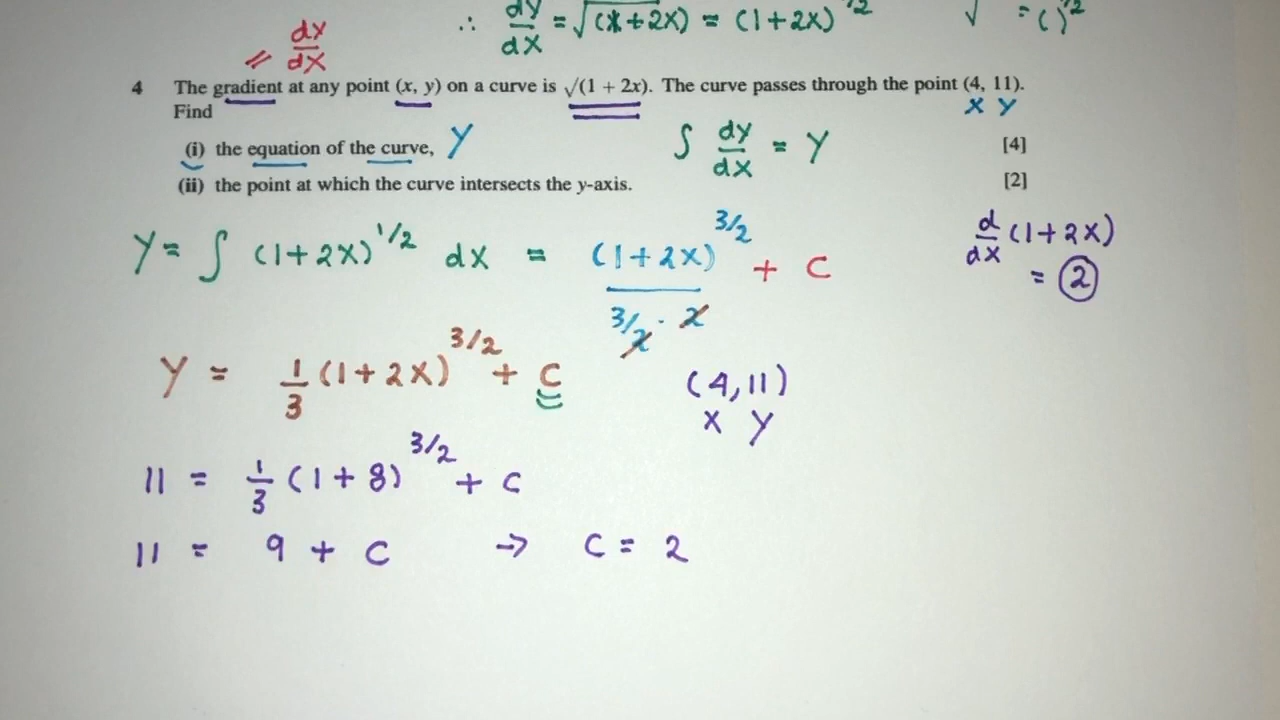 ∴ dy/dx = √(1+2x) = (1+2x)^1/2 √ = ( )^1/2
dy/dx
4 The gradient at any point (x, y) on a curve is √(1 + 2x). The curve passes through the point (4, 11).
Find
x y
(i) the equation of the curve, y ∫ dy/dx = y [4]
(ii) the point at which the curve intersects the y-axis. [2]
y = ∫ (1+2x)^1/2 dx = (1+2x)^3/2 / 3/2 · 2 + C
d/dx (1+2x)
= 2
y = 1/3 (1+2x)^3/2 + C
(4,11)
x y
11 = 1/3 (1+8)^3/2 + C
11 = 9 + C → C = 2